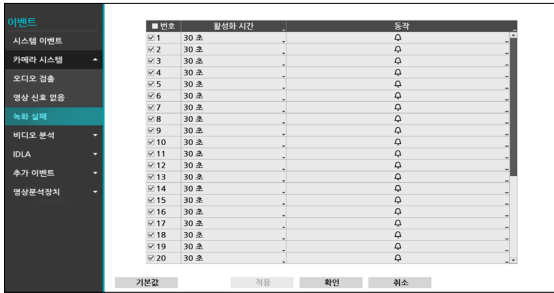 이벤트
시스템 이벤트
카메라 시스템
오디오 검출
영상 신호 없음
녹화 실패
비디오 분석
IDLA
추가 이벤트
영상분석장치
번호 활성화 시간 동작
1 30 초
2 30 초
3 30 초
4 30 초
5 30 초
6 30 초
7 30 초
8 30 초
9 30 초
10 30 초
11 30 초
12 30 초
13 30 초
14 30 초
15 30 초
16 30 초
17 30 초
18 30 초
19 30 초
20 30 초
기본값 적용 확인 취소